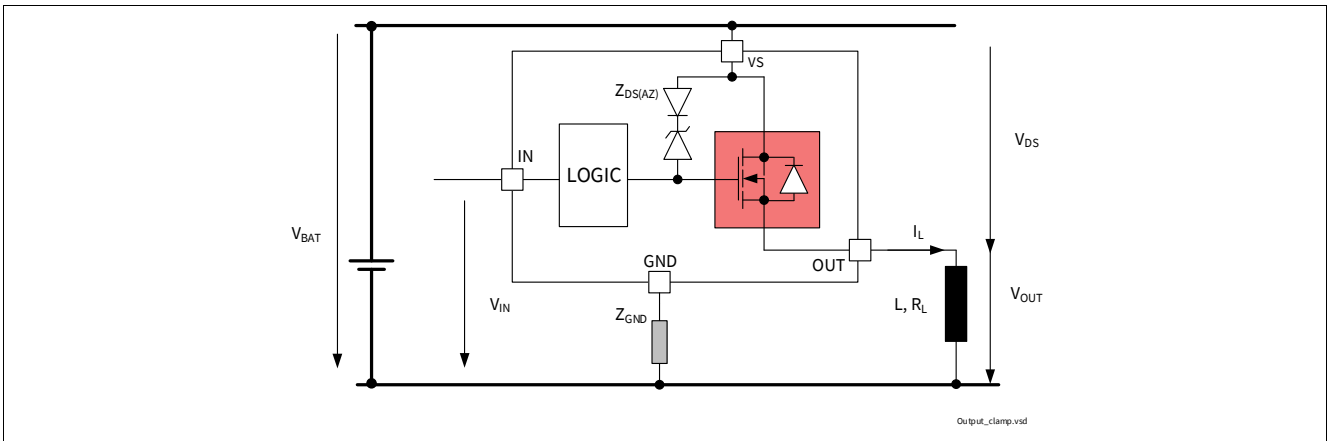 VS
ZDS(AZ)
VDS
IN
LOGIC
VBAT
IL
GND
OUT
VIN
ZGND
L, RL
VOUT
Output_clamp.vsd